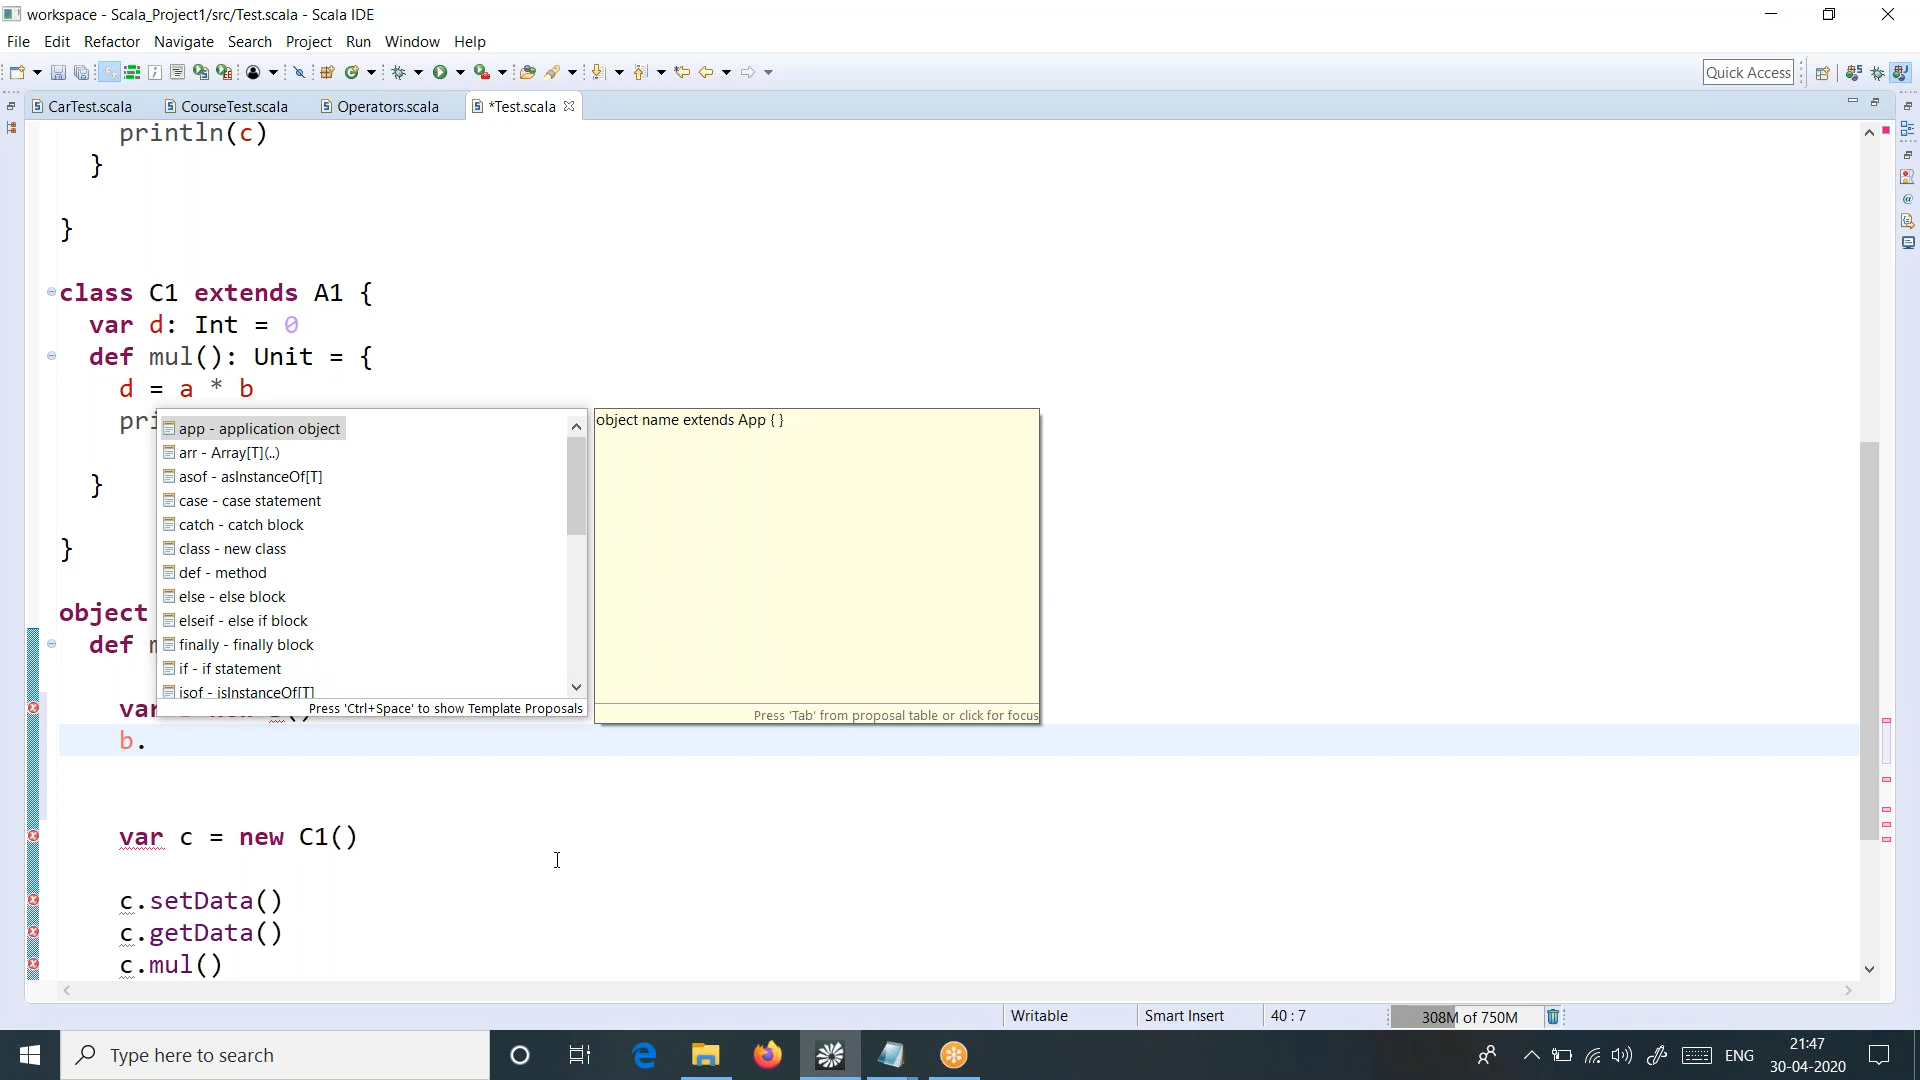 workspace - Scala_Project1/src/Test.scala - Scala IDE
File Edit Refactor Navigate Search Project Run Window Help
Quick Access
CarTest.scala CourseTest.scala Operators.scala *Test.scala
println(c)
}
}
class C1 extends A1 {
var d: Int = 0
def mul(): Unit = {
d = a * b
pri
}
}
object
def
var
b.
var c = new C1()
c.setData()
c.getData()
c.mul()
app - application object
arr - Array[T](..)
asof - asInstanceOf[T]
case - case statement
catch - catch block
class - new class
def - method
else - else block
elseif - else if block
finally - finally block
if - if statement
isof - isInstanceOf[T]
Press 'Ctrl+Space' to show Template Proposals
object name extends App { }
Press 'Tab' from proposal table or click for focus
Writable Smart Insert 40 : 7 308M of 750M
Type here to search
ENG
21:47
30-04-2020